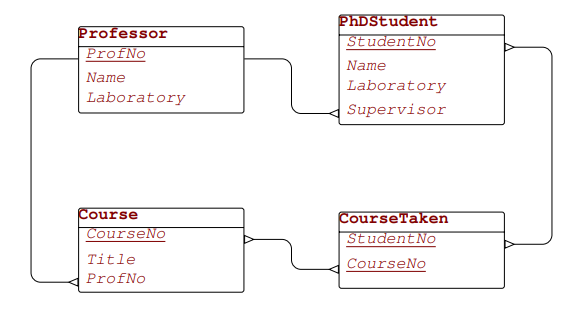 Professor
ProfNo
Name
Laboratory
PhDStudent
StudentNo
Name
Laboratory
Supervisor
Course
CourseNo
Title
ProfNo
CourseTaken
StudentNo
CourseNo